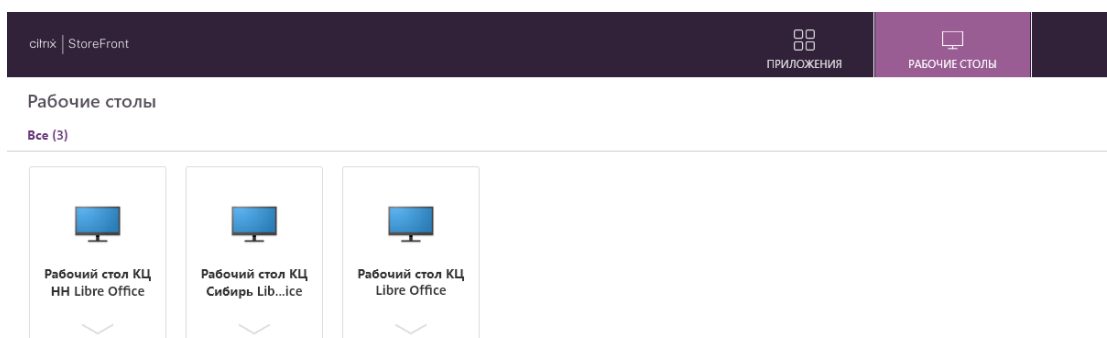 citrix | StoreFront
ПРИЛОЖЕНИЯ
РАБОЧИЕ СТОЛЫ
Рабочие столы
Все (3)
Рабочий стол КЦ
НН Libre Office
Рабочий стол КЦ
Сибирь Lib...ice
Рабочий стол КЦ
Libre Office